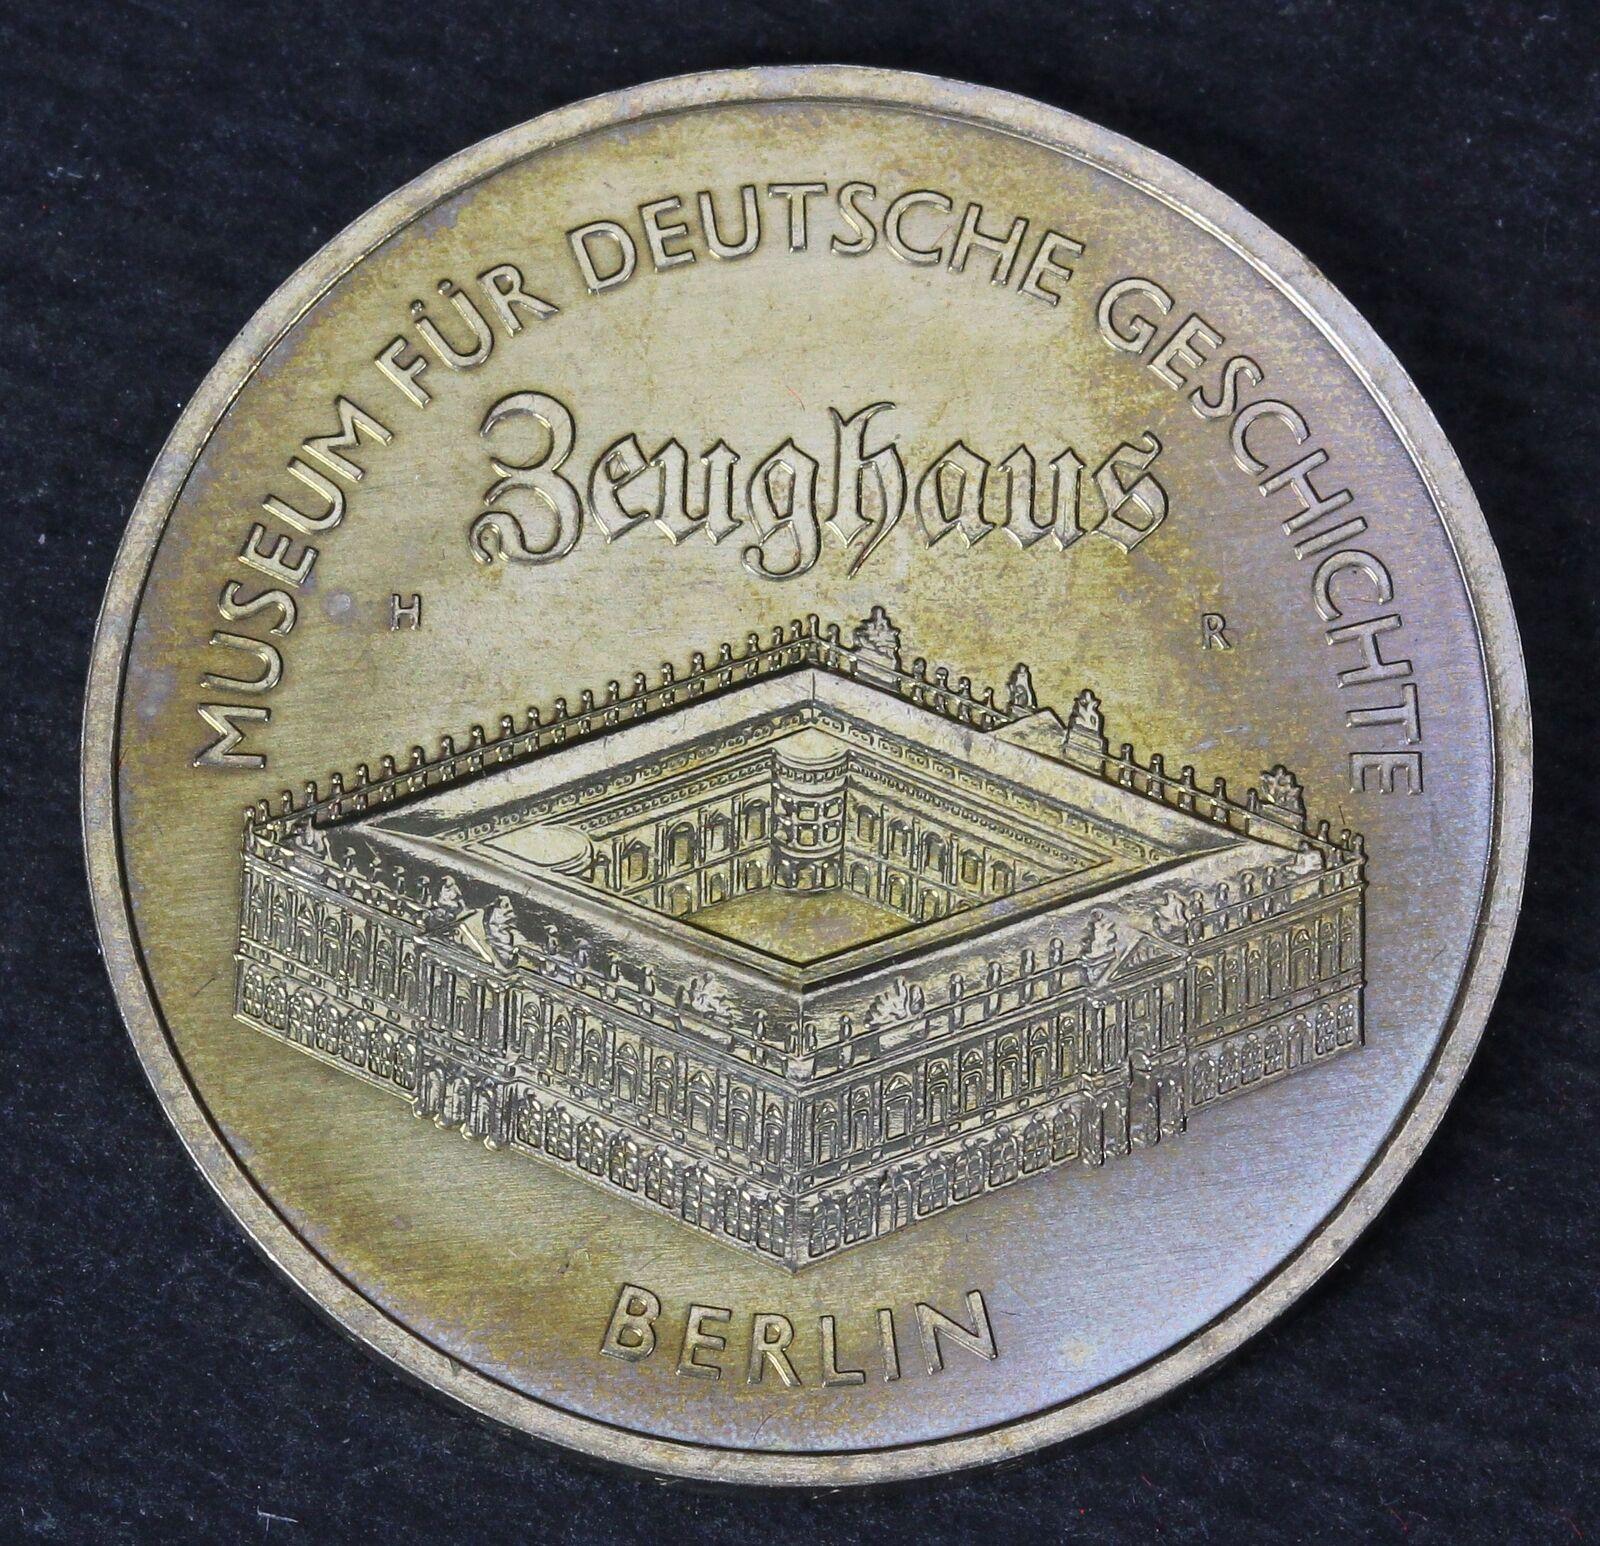 MUSEUM FÜR DEUTSCHE GESCHICHTE
Zeughaus
H R
BERLIN